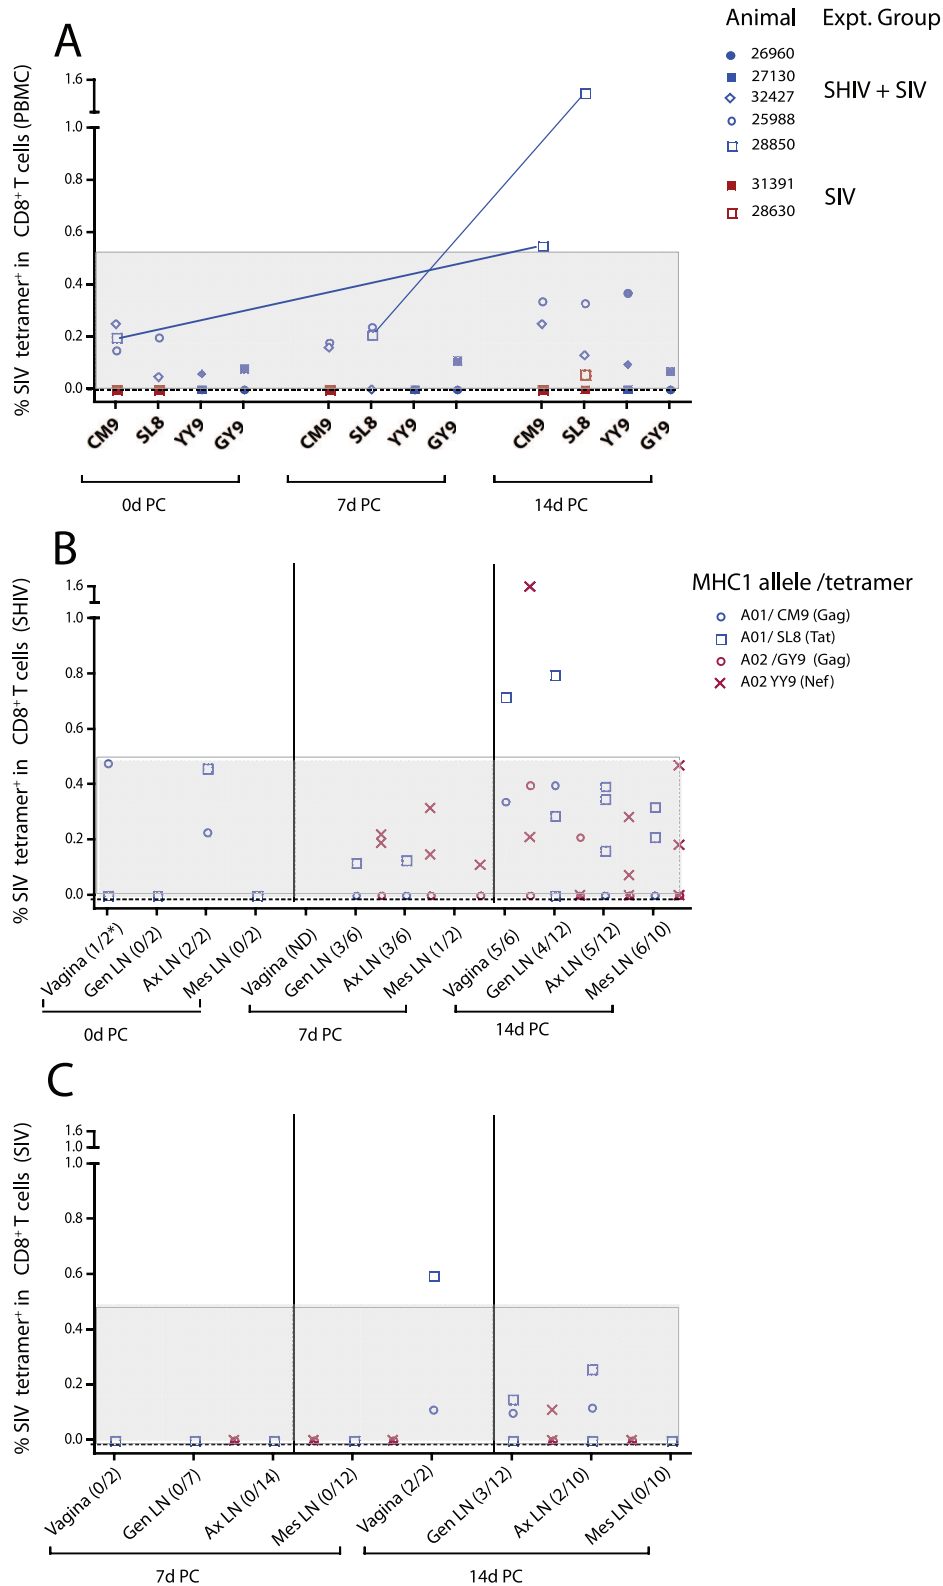 A
Animal Expt. Group
26960
27130
32427
25988
28850
SHIV + SIV
31391
28630
SIV
% SIV tetramer⁺ in CD8⁺ T cells (PBMC)
1.6
1.0
0.8
0.6
0.4
0.2
0.0
CM9 SL8 YY9 GY9 CM9 SL8 YY9 GY9 CM9 SL8 YY9 GY9
0d PC 7d PC 14d PC
B
MHC1 allele /tetramer
A01/ CM9 (Gag)
A01/ SL8 (Tat)
A02 /GY9 (Gag)
A02 YY9 (Nef)
% SIV tetramer⁺ in CD8⁺ T cells (SHIV)
1.6
1.0
0.8
0.6
0.4
0.2
0.0
Vagina (1/2*) Gen LN (0/2) Ax LN (2/2) Mes LN (0/2) Vagina (ND) Gen LN (3/6) Ax LN (3/6) Mes LN (1/2) Vagina (5/6) Gen LN (4/12) Ax LN (5/12) Mes LN (6/10)
0d PC 7d PC 14d PC
C
% SIV tetramer⁺ in CD8⁺ T cells (SIV)
1.6
1.0
1.0
0.8
0.6
0.4
0.2
0.0
Vagina (0/2) Gen LN (0/7) Ax LN (0/14) Mes LN (0/12) Vagina (2/2) Gen LN (3/12) Ax LN (2/10) Mes LN (0/10)
7d PC 14d PC